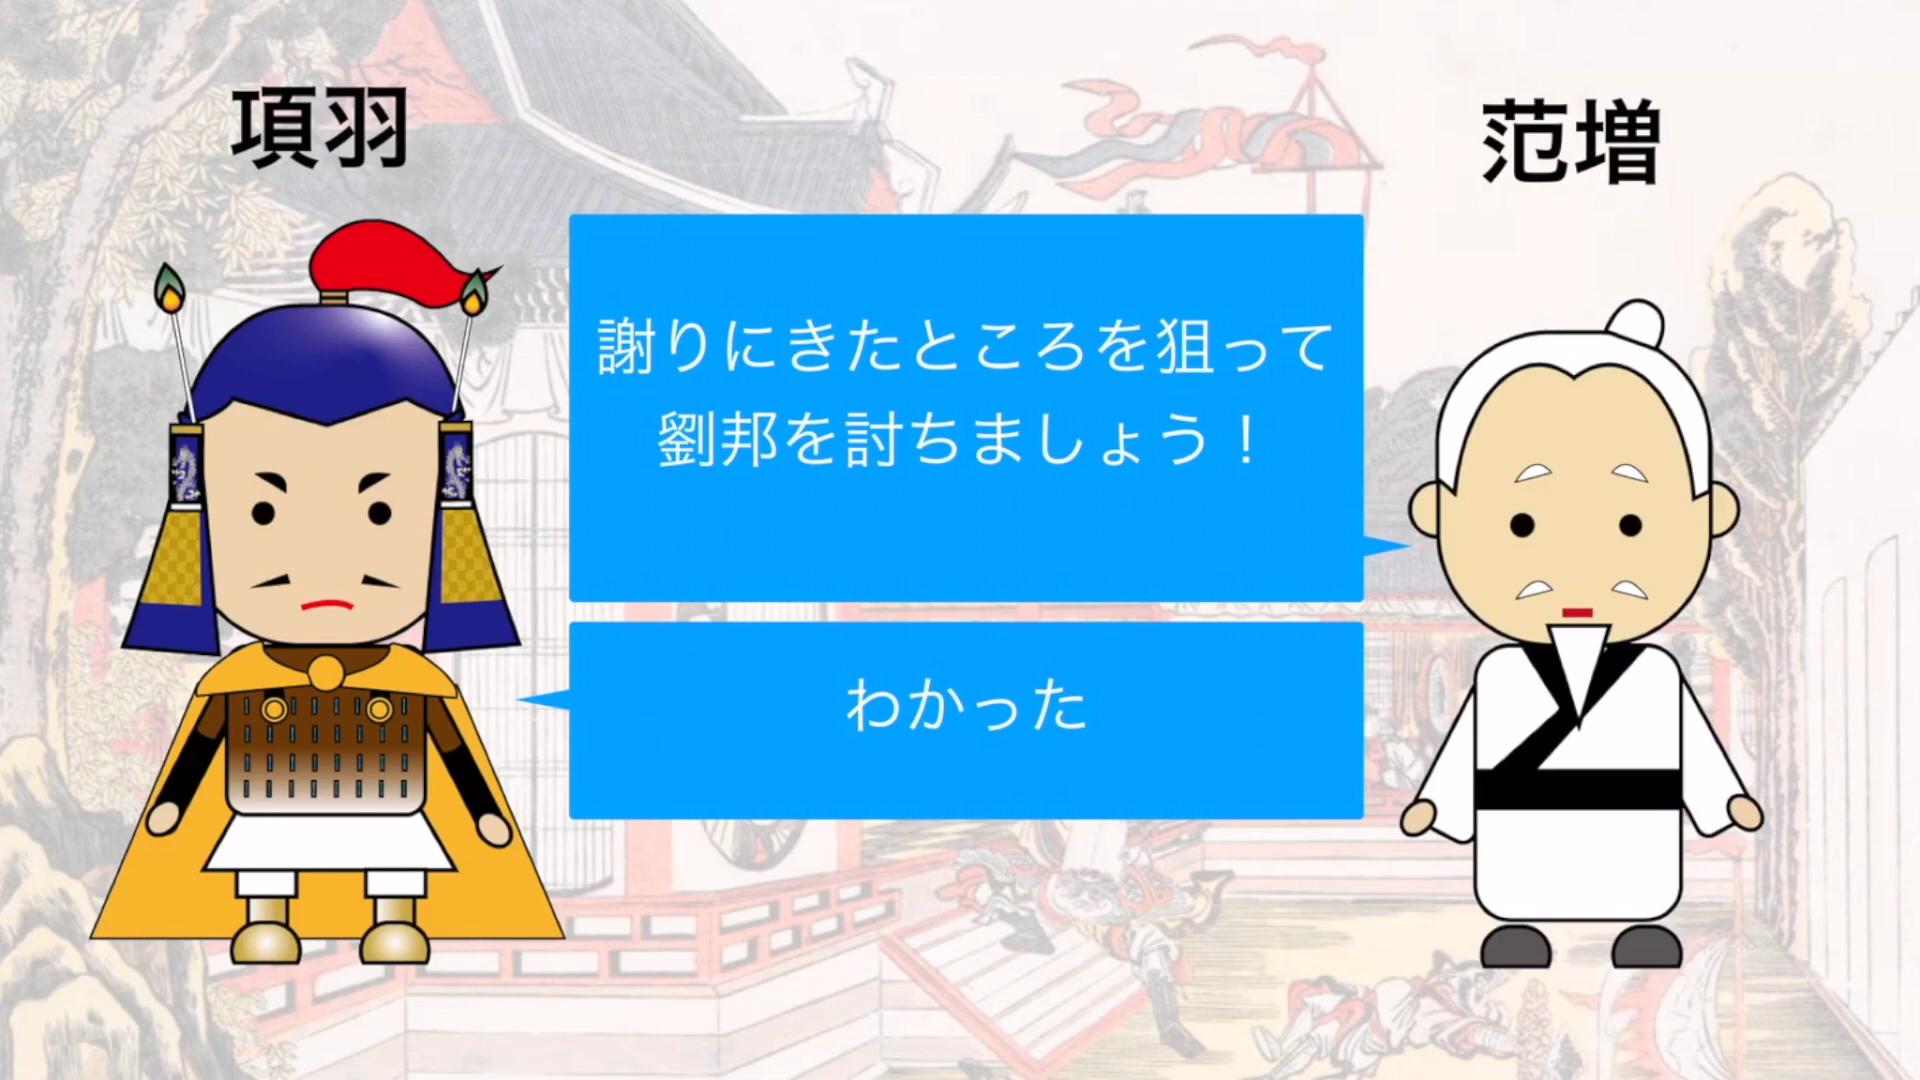 項羽
范増
謝りにきたところを狙って
劉邦を討ちましょう！
わかった